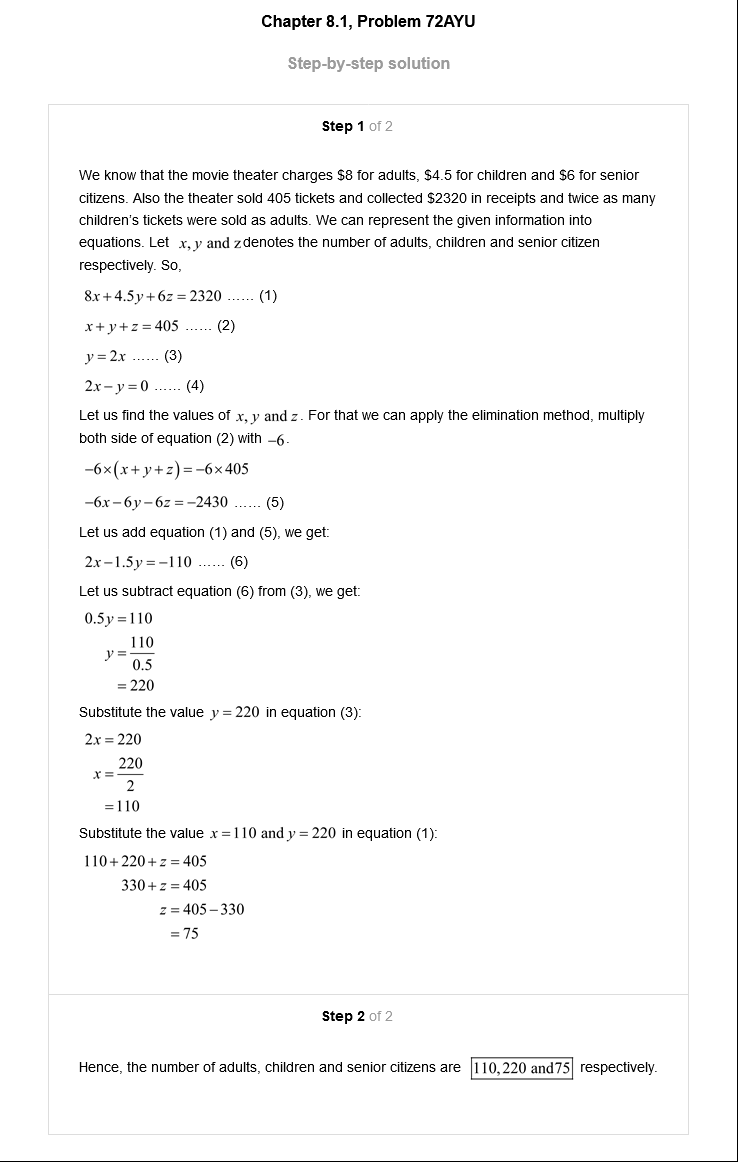 Chapter 8.1, Problem 72AYU
Step-by-step solution
Step 1 of 2
We know that the movie theater charges $8 for adults, $4.5 for children and $6 for senior
citizens. Also the theater sold 405 tickets and collected $2320 in receipts and twice as many
children's tickets were sold as adults. We can represent the given information into
equations. Let x, y and z denotes the number of adults, children and senior citizen
respectively. So,
8x + 4.5y + 6z = 2320 …… (1)
x + y + z = 405 …… (2)
y = 2x …… (3)
2x − y = 0 …… (4)
Let us find the values of x, y and z. For that we can apply the elimination method, multiply
both side of equation (2) with −6.
−6×(x + y + z) = −6×405
−6x − 6y − 6z = −2430 …… (5)
Let us add equation (1) and (5), we get:
2x − 1.5y = −110 …… (6)
Let us subtract equation (6) from (3), we get:
0.5y = 110
y = 110/0.5
= 220
Substitute the value y = 220 in equation (3):
2x = 220
x = 220/2
= 110
Substitute the value x = 110 and y = 220 in equation (1):
110 + 220 + z = 405
330 + z = 405
z = 405 − 330
= 75
Step 2 of 2
Hence, the number of adults, children and senior citizens are 110, 220 and 75 respectively.